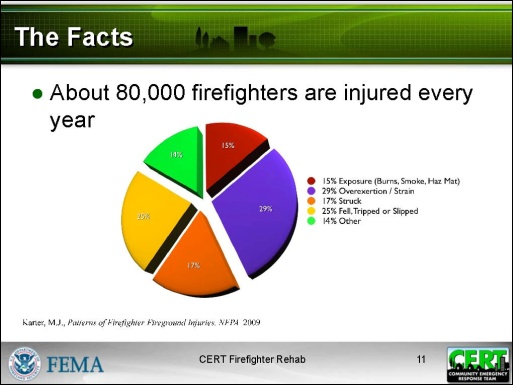 The Facts
About 80,000 firefighters are injured every
year
15%
14%
29%
25%
17%
15% Exposure (Burns, Smoke, Haz Mat)
29% Overexertion / Strain
17% Struck
25% Fell, Tripped or Slipped
14% Other
Karter, M.J., Patterns of Firefighter Fireground Injuries. NFPA 2009
FEMA
CERT Firefighter Rehab
11
CERT
COMMUNITY EMERGENCY
RESPONSE TEAM